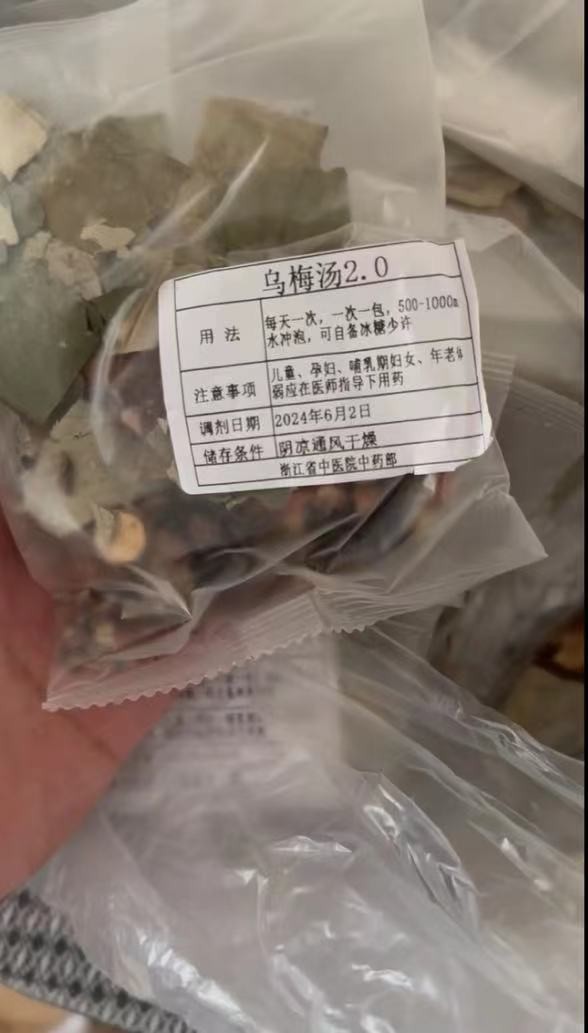 乌梅汤2.0
用法
每天一次，一次一包，500-1000m
水冲泡，可自备冰糖少许
注意事项
儿童、孕妇、哺乳期妇女、年老体
弱应在医师指导下用药
调剂日期 2024年6月2日
储存条件 阴凉通风干燥
浙江省中医院中药部